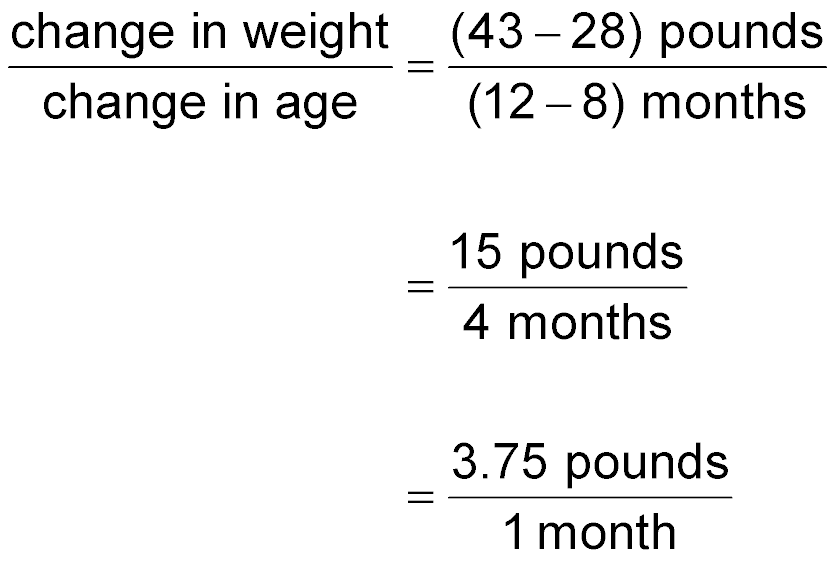 change in weight / change in age = (43 – 28) pounds / (12 – 8) months
= 15 pounds / 4 months
= 3.75 pounds / 1 month